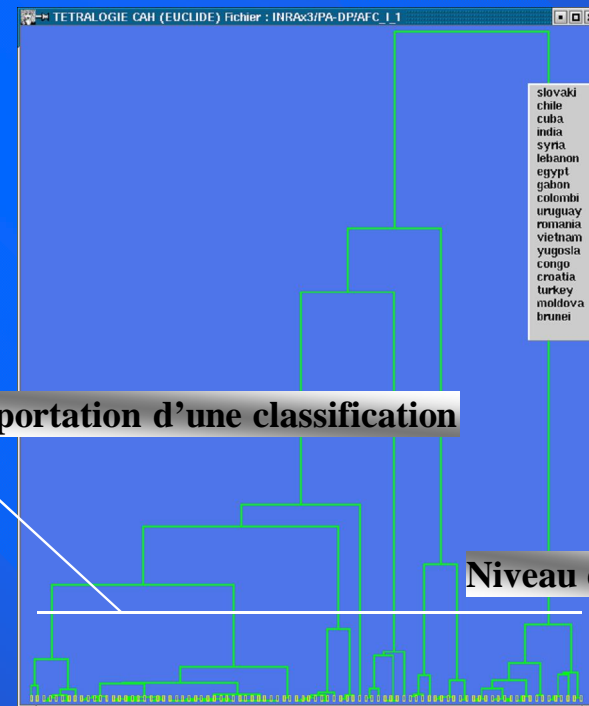 TETRALOGIE CAH (EUCLIDE) Fichier : INRAx3/PA-DP/AFC_I_1
slovaki
chile
cuba
india
syria
lebanon
egypt
gabon
colombi
uruguay
romania
vietnam
yugosla
congo
croatia
turkey
moldova
brunei
portation d’une classification
Niveau